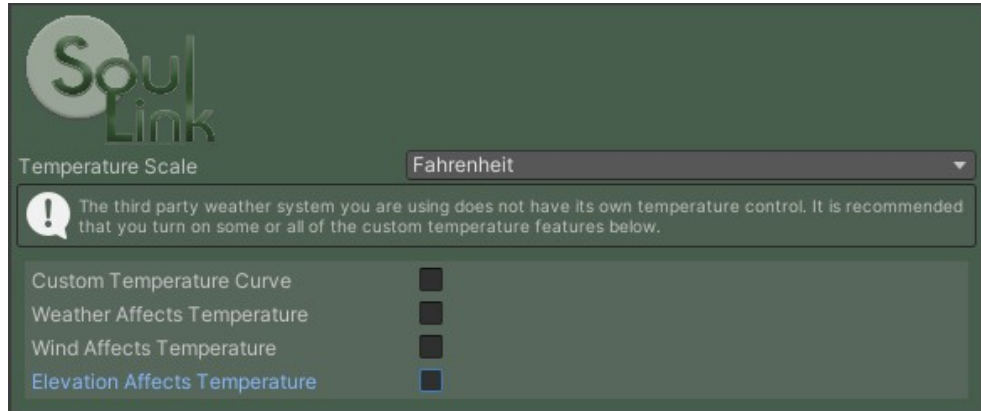 Soul
Link
Temperature Scale Fahrenheit
The third party weather system you are using does not have its own temperature control. It is recommended
that you turn on some or all of the custom temperature features below.
Custom Temperature Curve
Weather Affects Temperature
Wind Affects Temperature
Elevation Affects Temperature